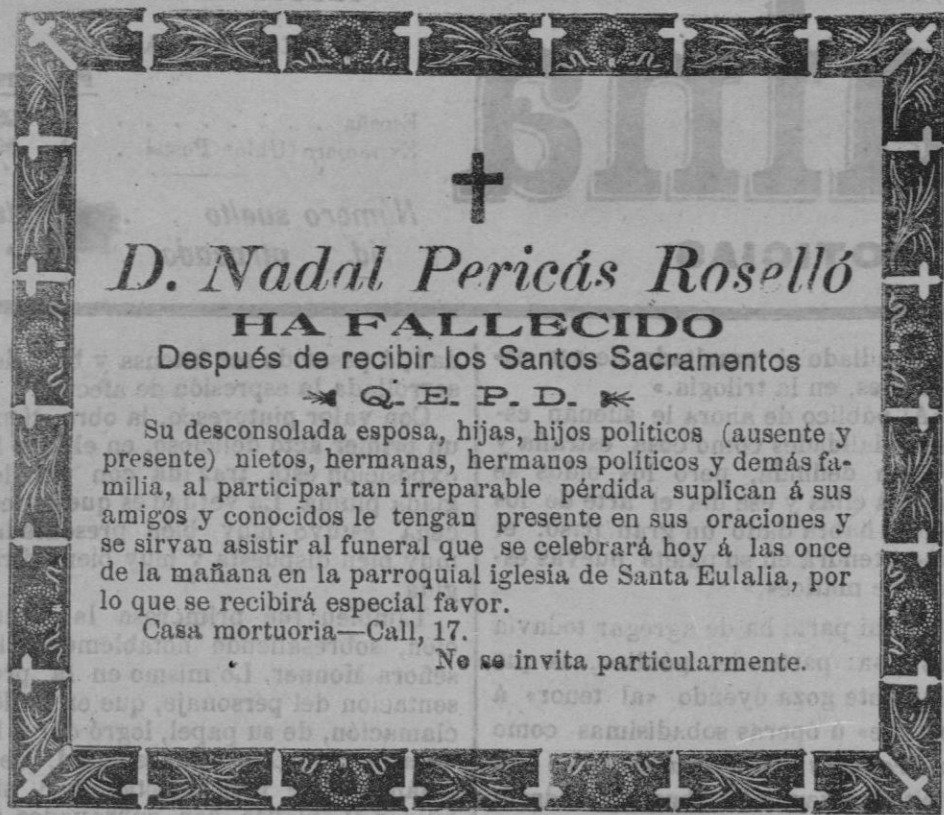 D. Nadal Pericás Roselló
HA FALLECIDO
Después de recibir los Santos Sacramentos
Q. E. P. D.
Su desconsolada esposa, hijas, hijos políticos (ausente y
presente) nietos, hermanas, hermanos políticos y demás fa-
milia, al participar tan irreparable pérdida suplican á sus
amigos y conocidos le tengan presente en sus oraciones y
se sirvan asistir al funeral que se celebrará hoy á las once
de la mañana en la parroquial iglesia de Santa Eulalia, por
lo que se recibirá especial favor.
Casa mortuoria—Call, 17.
No se invita particularmente.